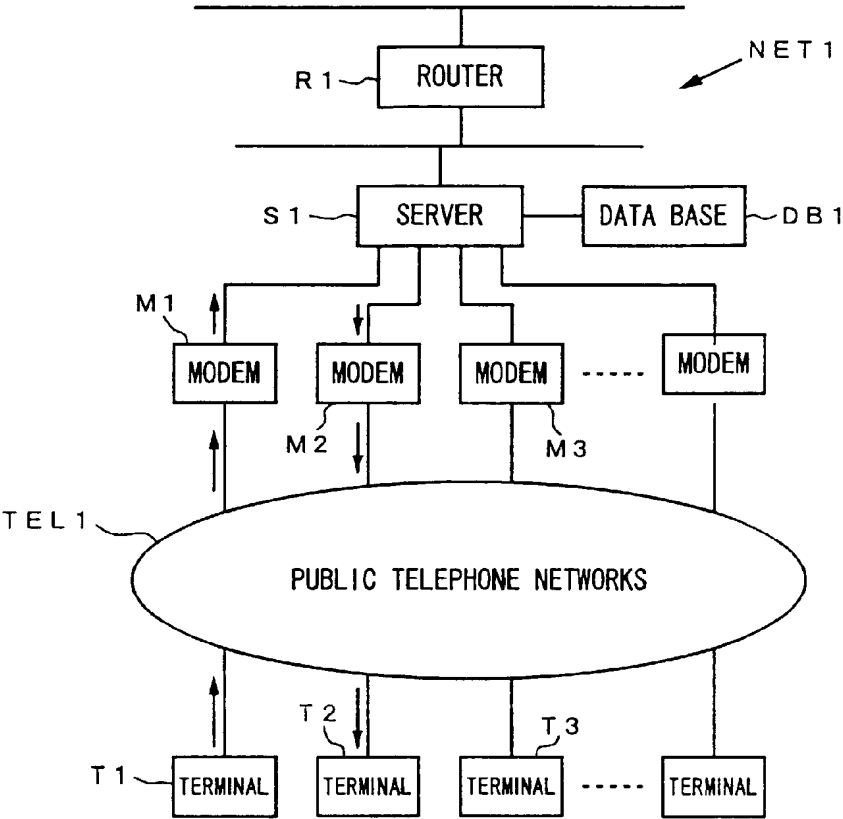 NET1
R1
ROUTER
S1
SERVER
DATA BASE
DB1
M1
MODEM
MODEM
MODEM
MODEM
M2
M3
TEL1
PUBLIC TELEPHONE NETWORKS
T2
T3
T1
TERMINAL
TERMINAL
TERMINAL
TERMINAL